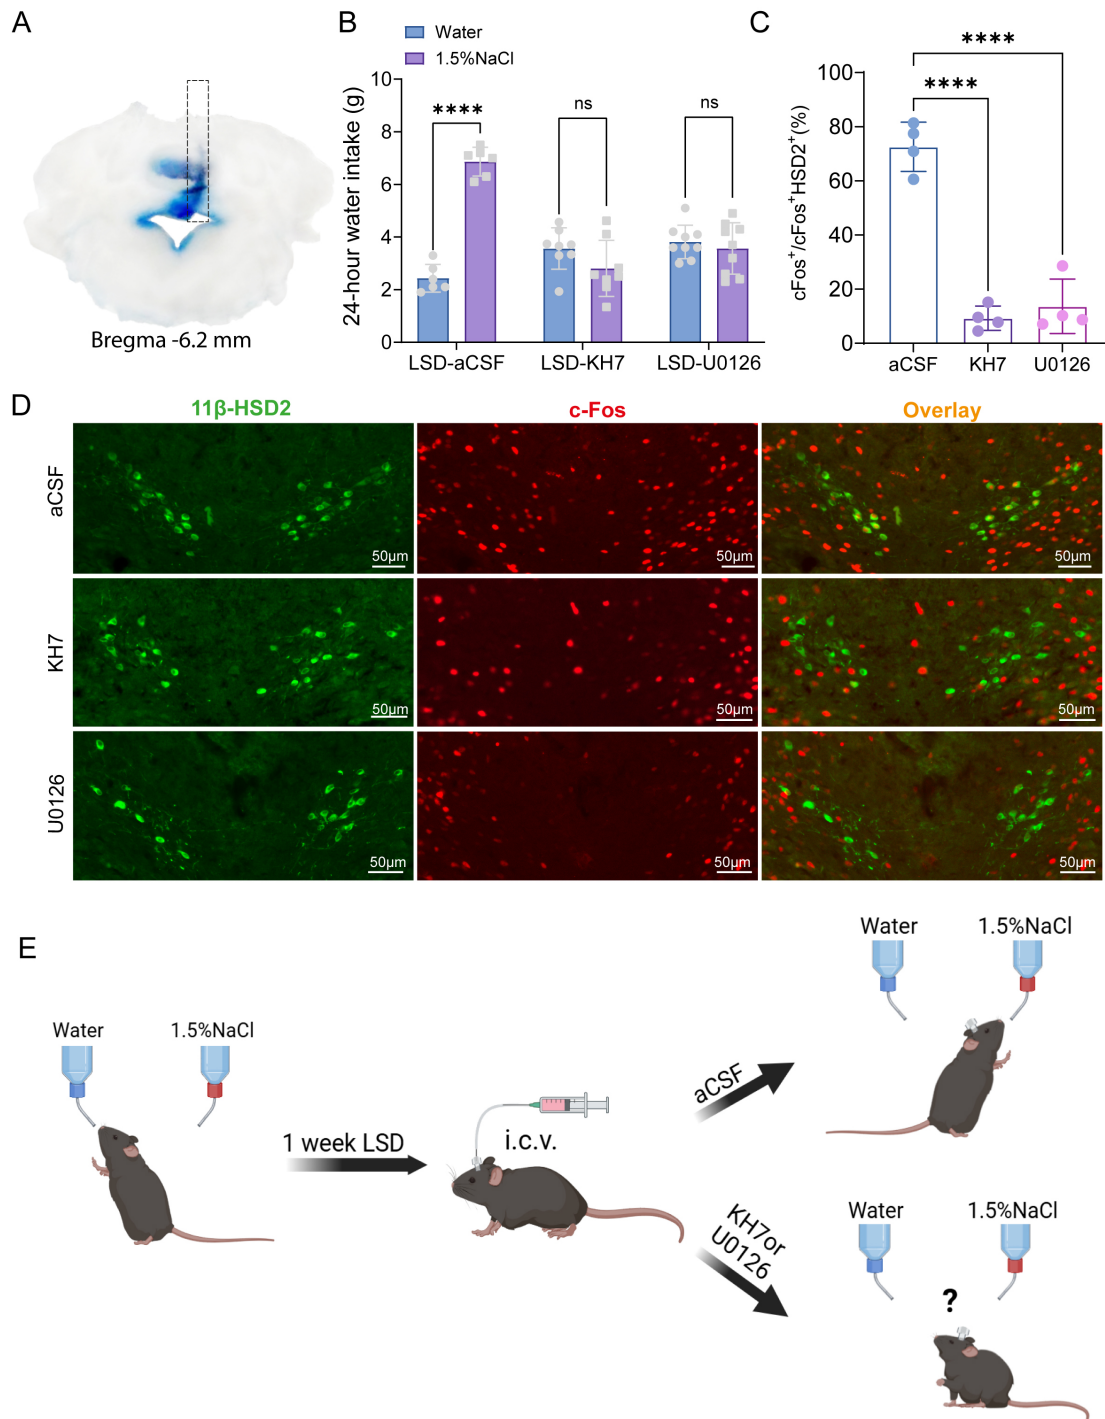 A
Bregma -6.2 mm
B
Water
1.5%NaCl
24-hour water intake (g)
10
8
6
4
2
0
****
ns
ns
LSD-aCSF
LSD-KH7
LSD-U0126
C
cFos⁺/cFos⁺HSD2⁺(%)
100
80
60
40
20
0
****
****
aCSF
KH7
U0126
D
11β-HSD2
c-Fos
Overlay
aCSF
50μm
50μm
50μm
KH7
50μm
50μm
50μm
U0126
50μm
50μm
50μm
E
Water
1.5%NaCl
1 week LSD
i.c.v.
aCSF
Water
1.5%NaCl
KH7or
U0126
Water
1.5%NaCl
?